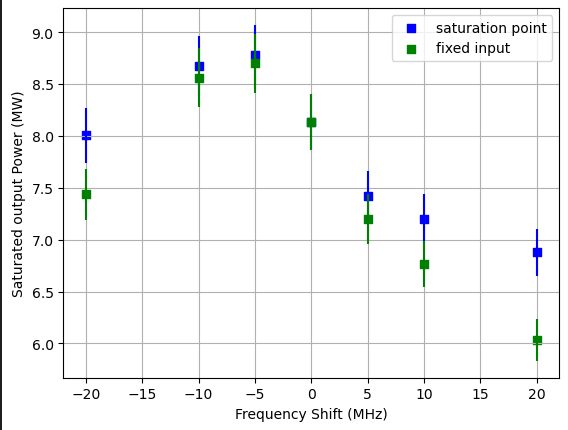 saturation point
fixed input
Saturated output Power (MW)
9.0
8.5
8.0
7.5
7.0
6.5
6.0
−20 −15 −10 −5 0 5 10 15 20
Frequency Shift (MHz)